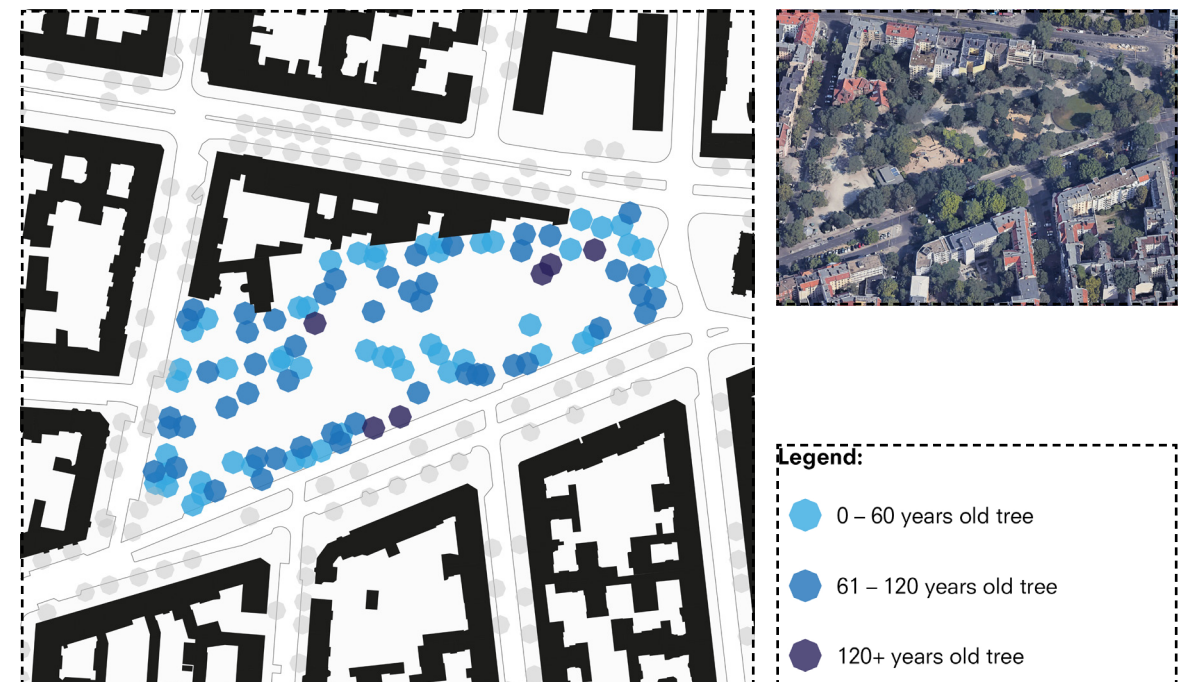 Legend:
0 – 60 years old tree
61 – 120 years old tree
120+ years old tree